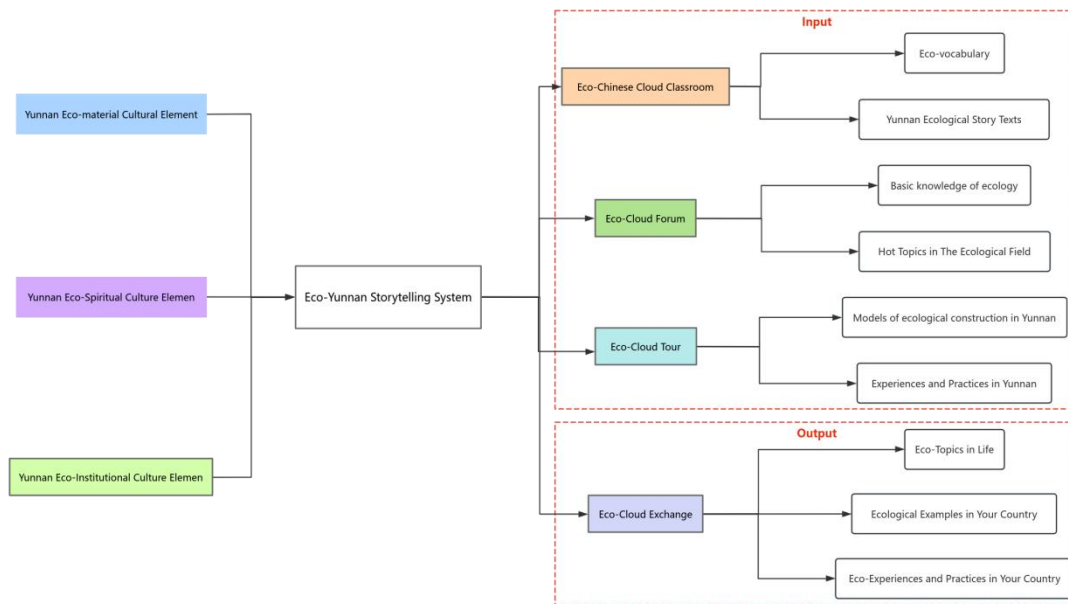 Input
Eco-vocabulary
Eco-Chinese Cloud Classroom
Yunnan Eco-material Cultural Element
Yunnan Ecological Story Texts
Basic knowledge of ecology
Eco-Cloud Forum
Hot Topics in The Ecological Field
Yunnan Eco-Spiritual Culture Elemen
Eco-Yunnan Storytelling System
Models of ecological construction in Yunnan
Eco-Cloud Tour
Experiences and Practices in Yunnan
Output
Eco-Topics in Life
Yunnan Eco-Institutional Culture Elemen
Eco-Cloud Exchange
Ecological Examples in Your Country
Eco-Experiences and Practices in Your Country